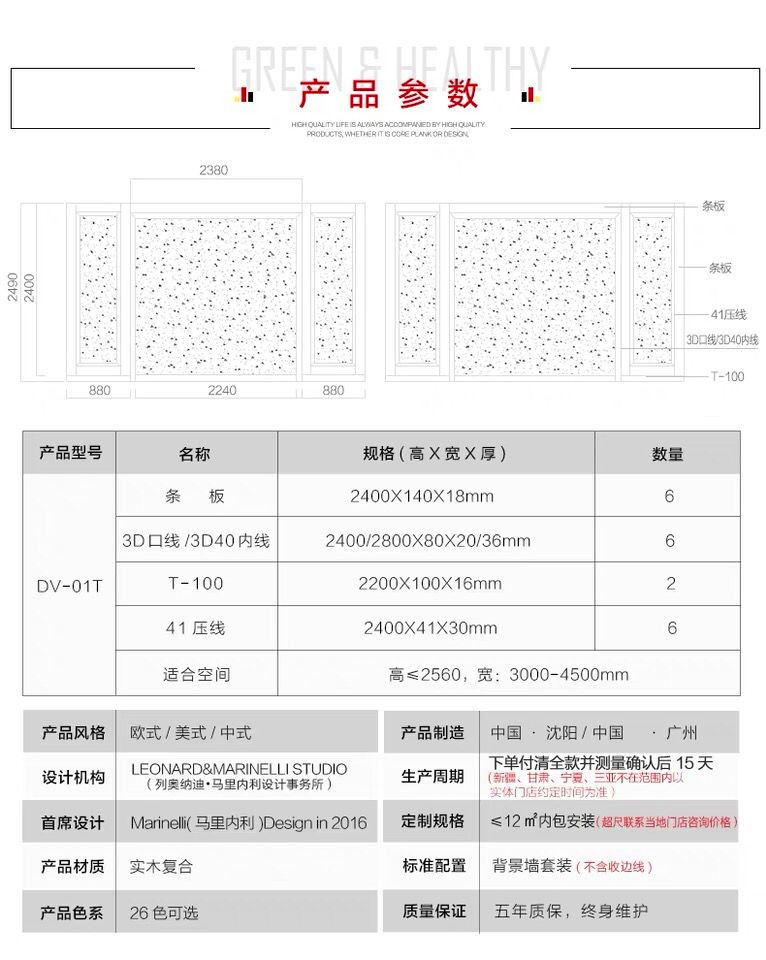 GREEN & HEALTHY
产品参数
HIGH QUALITY LIFE IS ALWAYS ACCOMPANIED BY HIGH QUALITY
PRODUCTS, WHETHER IT IS CORE PLANK OR DESIGN,
2380
2490
2400
880
2240
880
条板
条板
41压线
3D口线/3D40内线
T-100
产品型号 名称 规格 ( 高 X 宽 X 厚 ) 数量
DV-01T
条 板 2400X140X18mm 6
3D口线 /3D40内线 2400/2800X80X20/36mm 6
T-100 2200X100X16mm 2
41 压线 2400X41X30mm 6
适合空间 高≤2560, 宽: 3000-4500mm
产品风格 欧式 / 美式 / 中式
设计机构 LEONARD&MARINELLI STUDIO
( 列奥纳迪•马里内利设计事务所 )
首席设计 Marinelli( 马里内利 )Design in 2016
产品材质 实木复合
产品色系 26 色可选
产品制造 中国 · 沈阳 / 中国 · 广州
生产周期 下单付清全款并测量确认后 15 天
(新疆、甘肃、宁夏、三亚不在范围内以
实体门店约定时间为准 )
定制规格 ≤12 ㎡内包安装(超尺联系当地门店咨询价格)
标准配置 背景墙套装 ( 不含收边线 )
质量保证 五年质保，终身维护